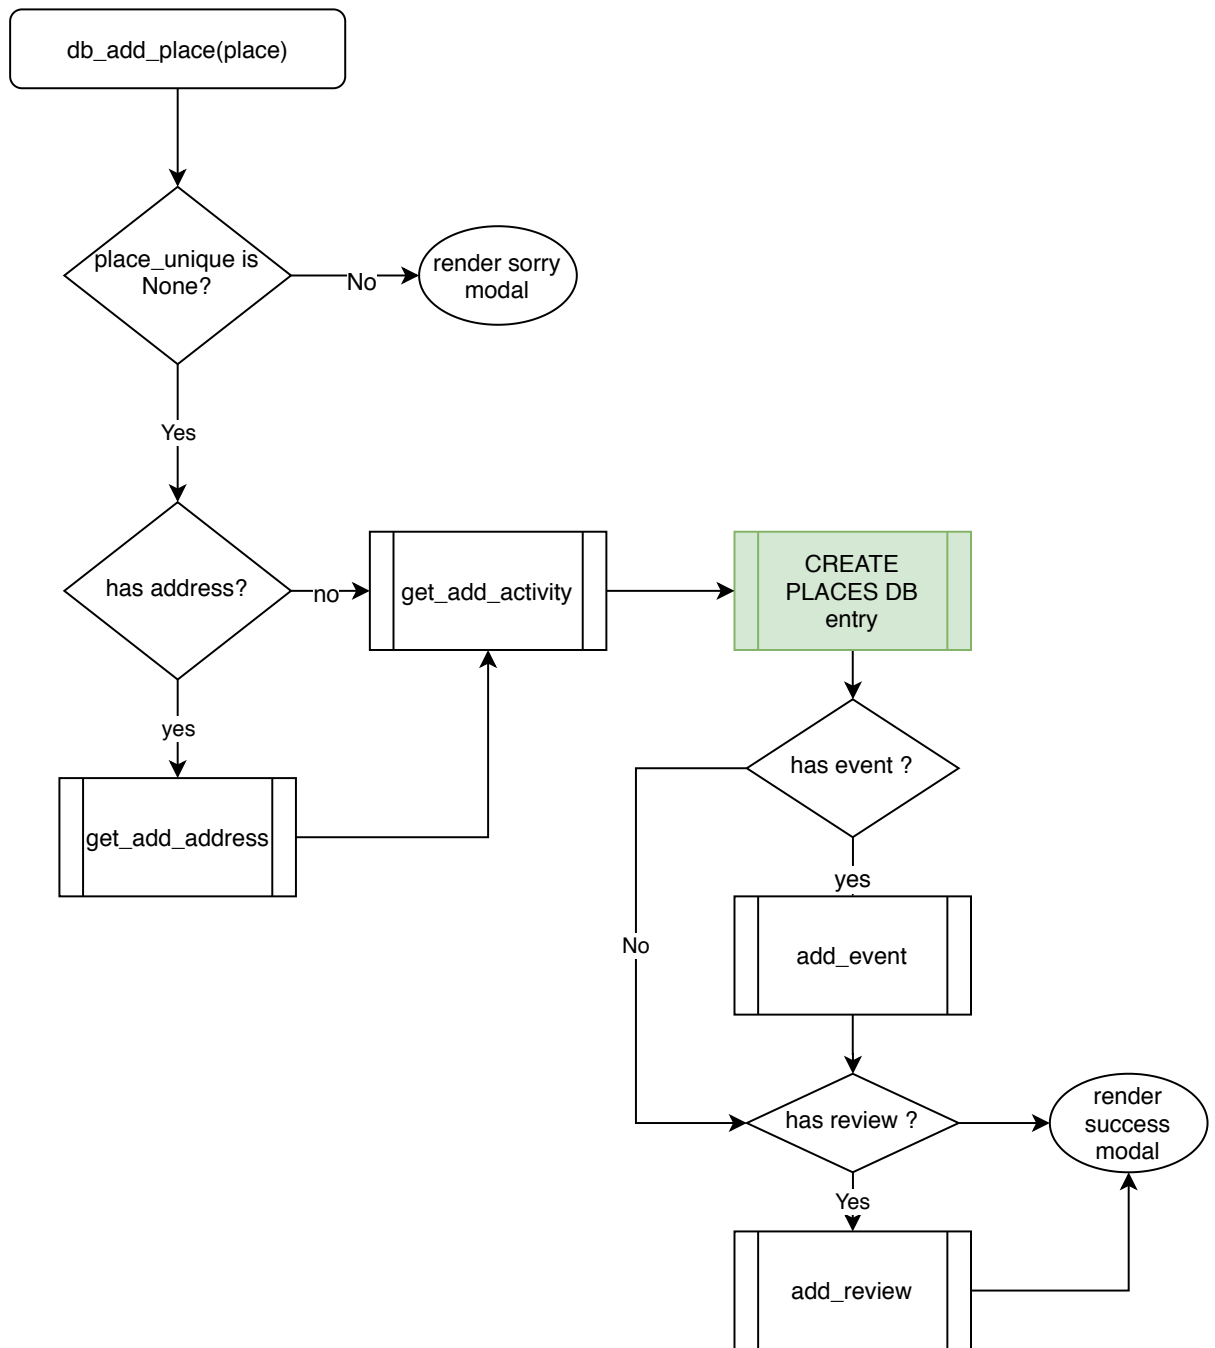 db_add_place(place)
place_unique is
None?
No
render sorry
modal
Yes
has address?
no
get_add_activity
CREATE
PLACES DB
entry
yes
get_add_address
has event ?
yes
No
add_event
has review ?
render
success
modal
Yes
add_review